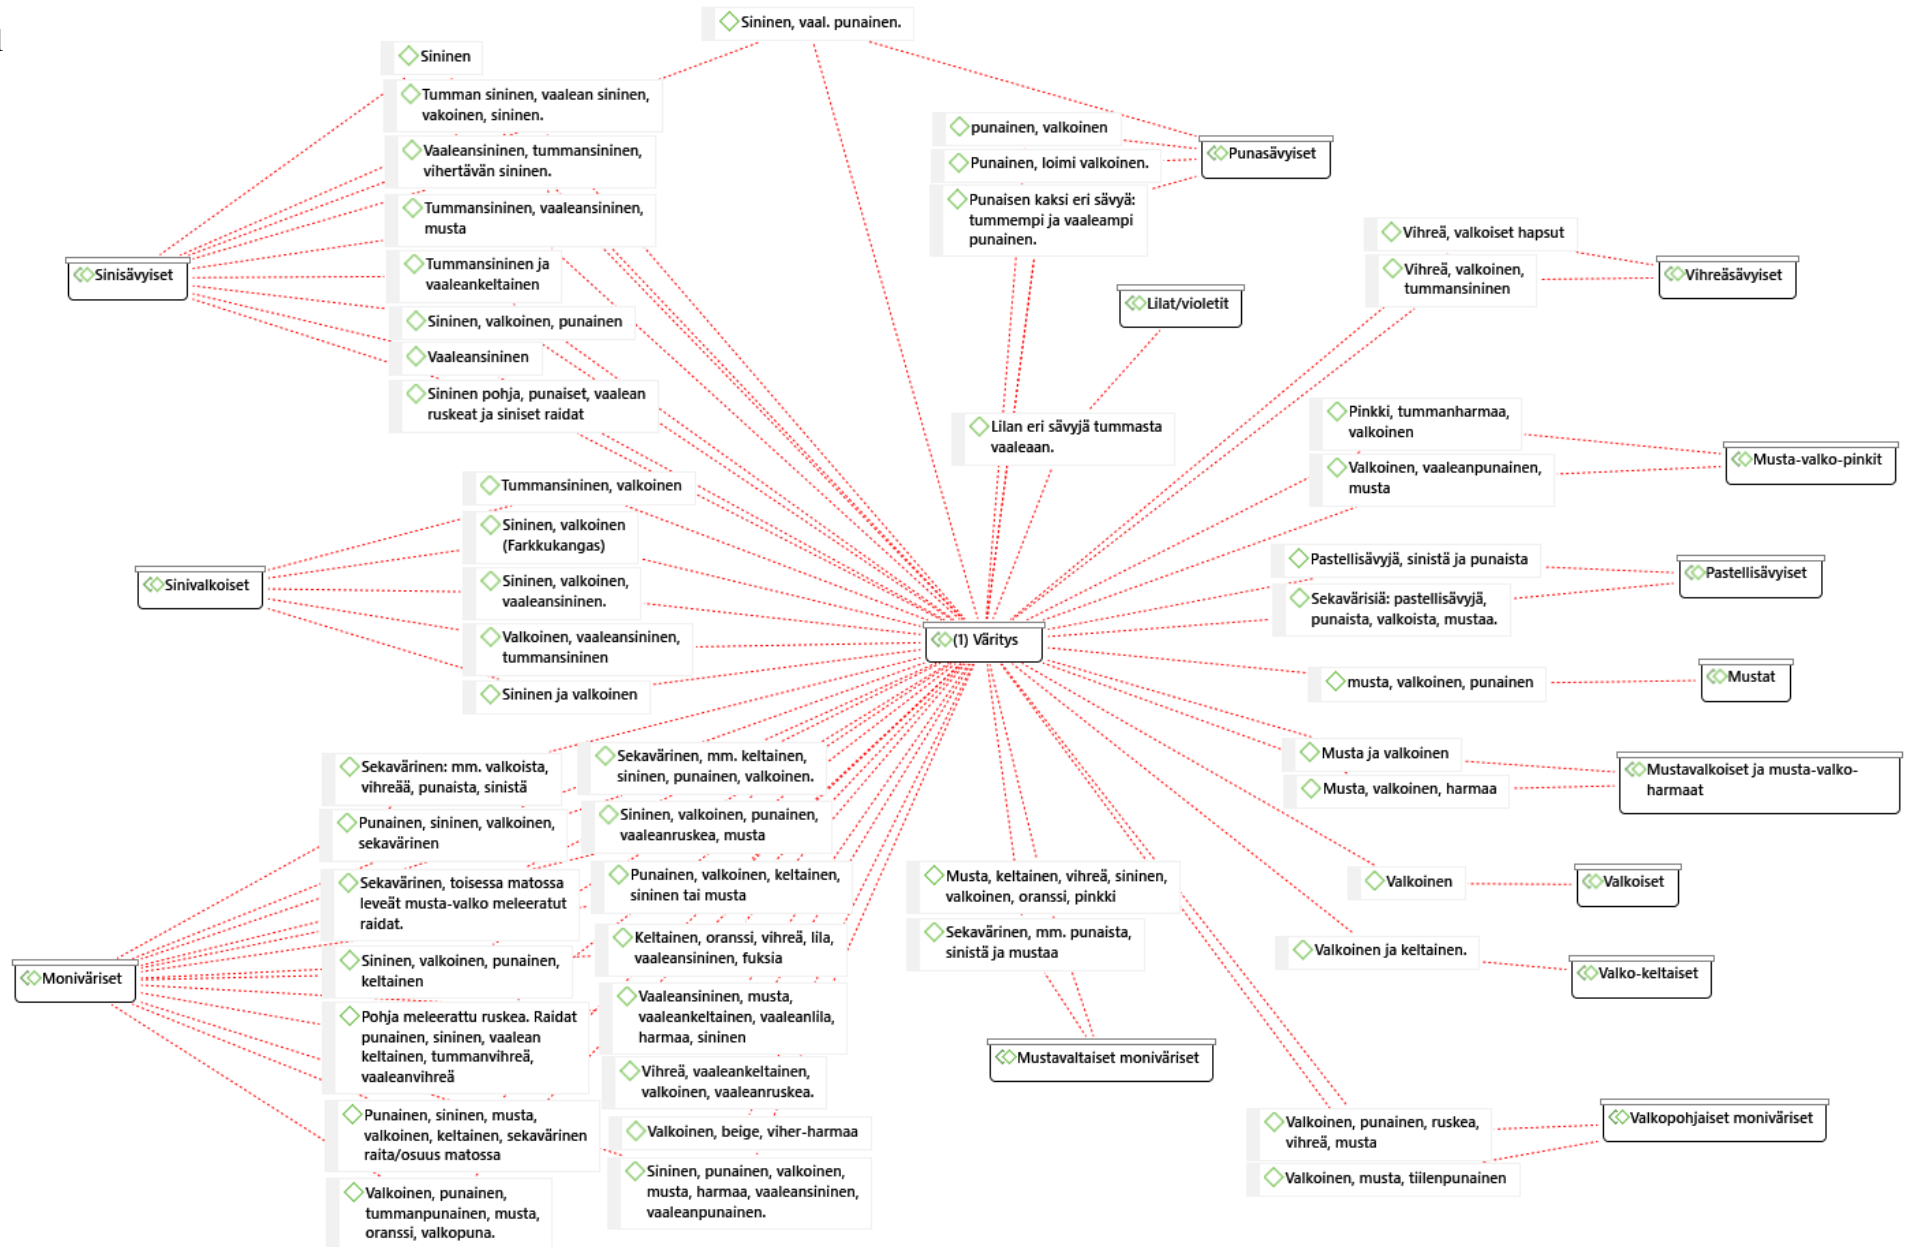 Sininen, vaal. punainen.
Sininen
Tumman sininen, vaalean sininen,
vakoinen, sininen.
Vaaleansininen, tummansininen,
vihertävän sininen.
Tummansininen, vaaleansininen,
musta
Tummansininen ja
vaaleankeltainen
Sininen, valkoinen, punainen
Vaaleansininen
Sininen pohja, punaiset, vaalean
ruskeat ja siniset raidat
Sinisävyiset
punainen, valkoinen
Punainen, loimi valkoinen.
Punaisen kaksi eri sävyä:
tummempi ja vaaleampi
punainen.
Punasävyiset
Lilat/violetit
Lilan eri sävyjä tummasta
vaaleaan.
Vihreä, valkoiset hapsut
Vihreä, valkoinen,
tummansininen
Vihreäsävyiset
Pinkki, tummanharmaa,
valkoinen
Valkoinen, vaaleanpunainen,
musta
Musta-valko-pinkit
Tummansininen, valkoinen
Sininen, valkoinen
(Farkkukangas)
Sininen, valkoinen,
vaaleansininen.
Valkoinen, vaaleansininen,
tummansininen
Sininen ja valkoinen
Sinivalkoiset
Pastellisävyjä, sinistä ja punaista
Sekavärisiä: pastellisävyjä,
punaista, valkoista, mustaa.
Pastellisävyiset
(1) Väritys
musta, valkoinen, punainen
Mustat
Musta ja valkoinen
Musta, valkoinen, harmaa
Mustavalkoiset ja musta-valko-
harmaat
Valkoinen
Valkoiset
Valkoinen ja keltainen.
Valko-keltaiset
Sekavärinen: mm. valkoista,
vihreää, punaista, sinistä
Punainen, sininen, valkoinen,
sekavärinen
Sekavärinen, toisessa matossa
leveät musta-valko meleeratut
raidat.
Sininen, valkoinen, punainen,
keltainen
Pohja meleerattu ruskea. Raidat
punainen, sininen, vaalean
keltainen, tummanvihreä,
vaaleanvihreä
Punainen, sininen, musta,
valkoinen, keltainen, sekavärinen
raita/osuus matossa
Valkoinen, punainen,
tummanpunainen, musta,
oranssi, valkopuna.
Moniväriset
Sekavärinen, mm. keltainen,
sininen, punainen, valkoinen.
Sininen, valkoinen, punainen,
vaaleanruskea, musta
Punainen, valkoinen, keltainen,
sininen tai musta
Keltainen, oranssi, vihreä, lila,
vaaleansininen, fuksia
Vaaleansininen, musta,
vaaleankeltainen, vaaleanlila,
harmaa, sininen
Vihreä, vaaleankeltainen,
valkoinen, vaaleanruskea.
Valkoinen, beige, viher-harmaa
Sininen, punainen, valkoinen,
musta, harmaa, vaaleansininen,
vaaleanpunainen.
Musta, keltainen, vihreä, sininen,
valkoinen, oranssi, pinkki
Sekavärinen, mm. punaista,
sinistä ja mustaa
Mustavaltaiset moniväriset
Valkoinen, punainen, ruskea,
vihreä, musta
Valkoinen, musta, tiilenpunainen
Valkopohjaiset moniväriset